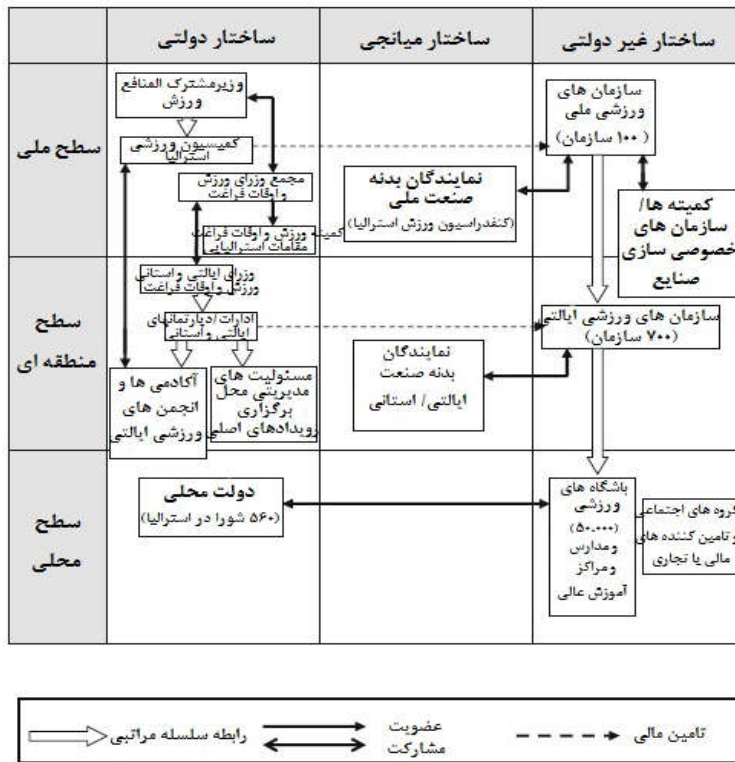 ساختار دولتی
ساختار میانجی
ساختار غیر دولتی
سطح ملی
وزیرمشترک المنافع
ورزش
کمیسیون ورزشی
استرالیا
مجمع وزرای ورزش
و اوقات فراغت
کمیته ورزش و اوقات فراغت
مقامات استرالیایی
نمایندگان بدنه
صنعت ملی
(کنفدراسیون ورزش استرالیا)
سازمان های
ورزشی ملی
(۱۰۰ سازمان)
کمیته ها/
سازمان های
خصوصی سازی
صنایع
سطح
منطقه ای
وزرای ایالتی و استانی
ورزش و اوقات فراغت
ادارات/دپارتمانهای
ایالتی و استانی
آکادمی ها و
انجمن های
ورزشی ایالتی
مسئولیت های
مدیریتی محل
برگزاری
رویدادهای اصلی
نمایندگان
بدنه صنعت
ایالتی/ استانی
سازمان های ورزشی ایالتی
(۷۰۰ سازمان)
سطح
محلی
دولت محلی
(۵۶۰ شورا در استرالیا)
باشگاه های
ورزشی
(۵۰.۰۰۰)
و مدارس
و مراکز
آموزش عالی
گروه های اجتماعی
و تامین کننده های
مالی یا تجاری
رابطه سلسله مراتبی
عضویت
مشارکت
تامین مالی